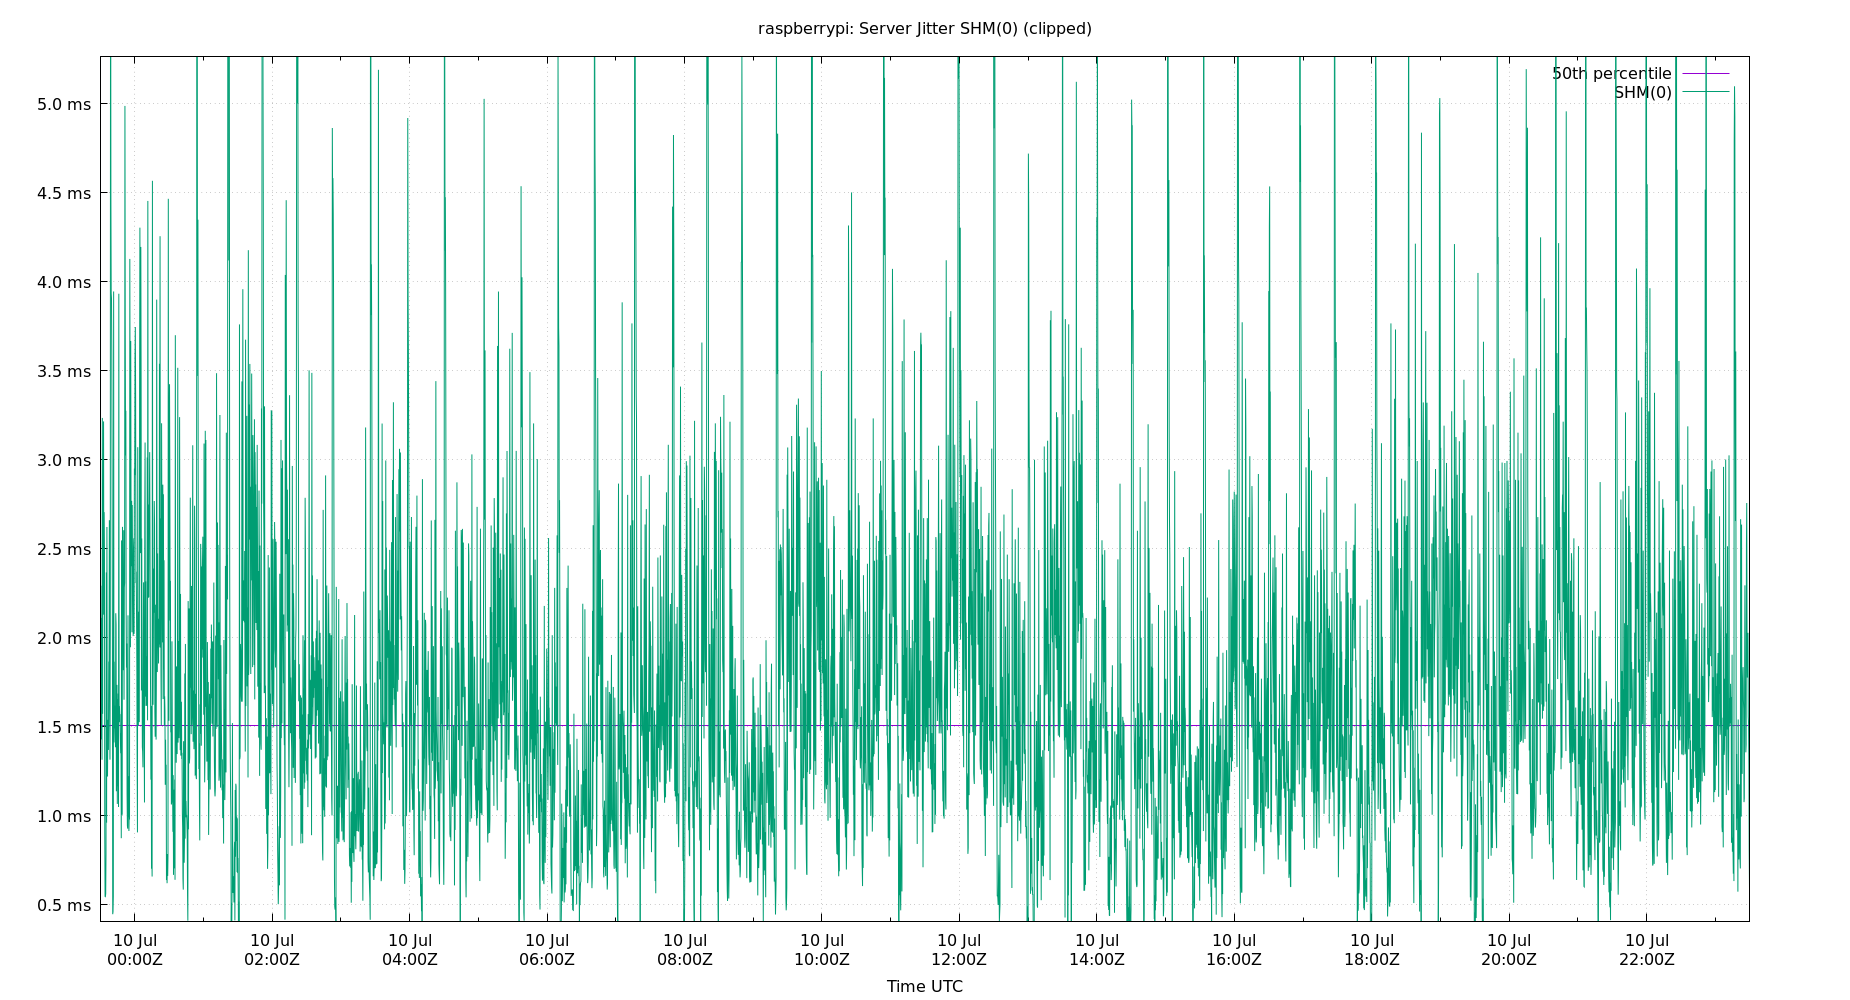 raspberrypi: Server Jitter SHM(0) (clipped)
50th percentile
SHM(0)
5.0 ms
4.5 ms
4.0 ms
3.5 ms
3.0 ms
2.5 ms
2.0 ms
1.5 ms
1.0 ms
0.5 ms
10 Jul 10 Jul 10 Jul 10 Jul 10 Jul 10 Jul 10 Jul 10 Jul 10 Jul 10 Jul 10 Jul 10 Jul
00:00Z 02:00Z 04:00Z 06:00Z 08:00Z 10:00Z 12:00Z 14:00Z 16:00Z 18:00Z 20:00Z 22:00Z
Time UTC